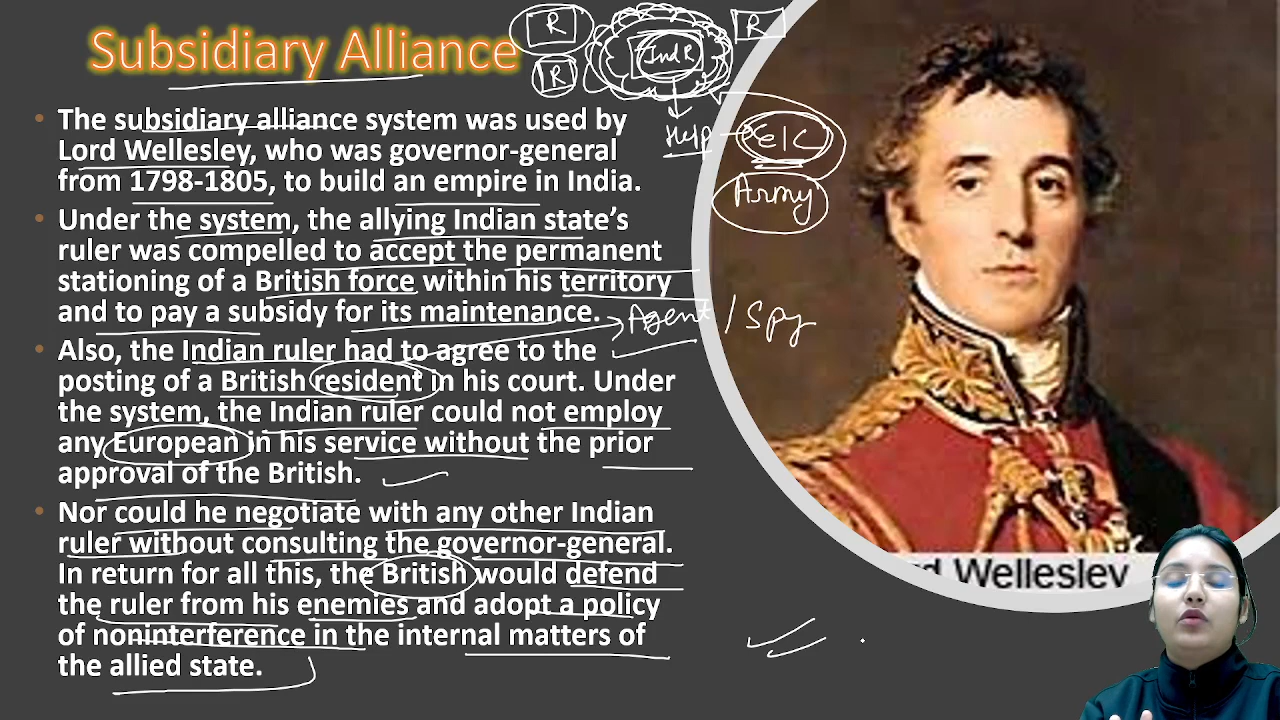 Subsidiary Alliance
R
R
Ind R
R
Help
EIC
Army
• The subsidiary alliance system was used by
Lord Wellesley, who was governor-general
from 1798-1805, to build an empire in India.
• Under the system, the allying Indian state's
ruler was compelled to accept the permanent
stationing of a British force within his territory
and to pay a subsidy for its maintenance.
Agent / Spy
• Also, the Indian ruler had to agree to the
posting of a British resident in his court. Under
the system, the Indian ruler could not employ
any European in his service without the prior
approval of the British.
• Nor could he negotiate with any other Indian
ruler without consulting the governor-general.
In return for all this, the British would defend
the ruler from his enemies and adopt a policy
of noninterference in the internal matters of
the allied state.
rd Wellesley